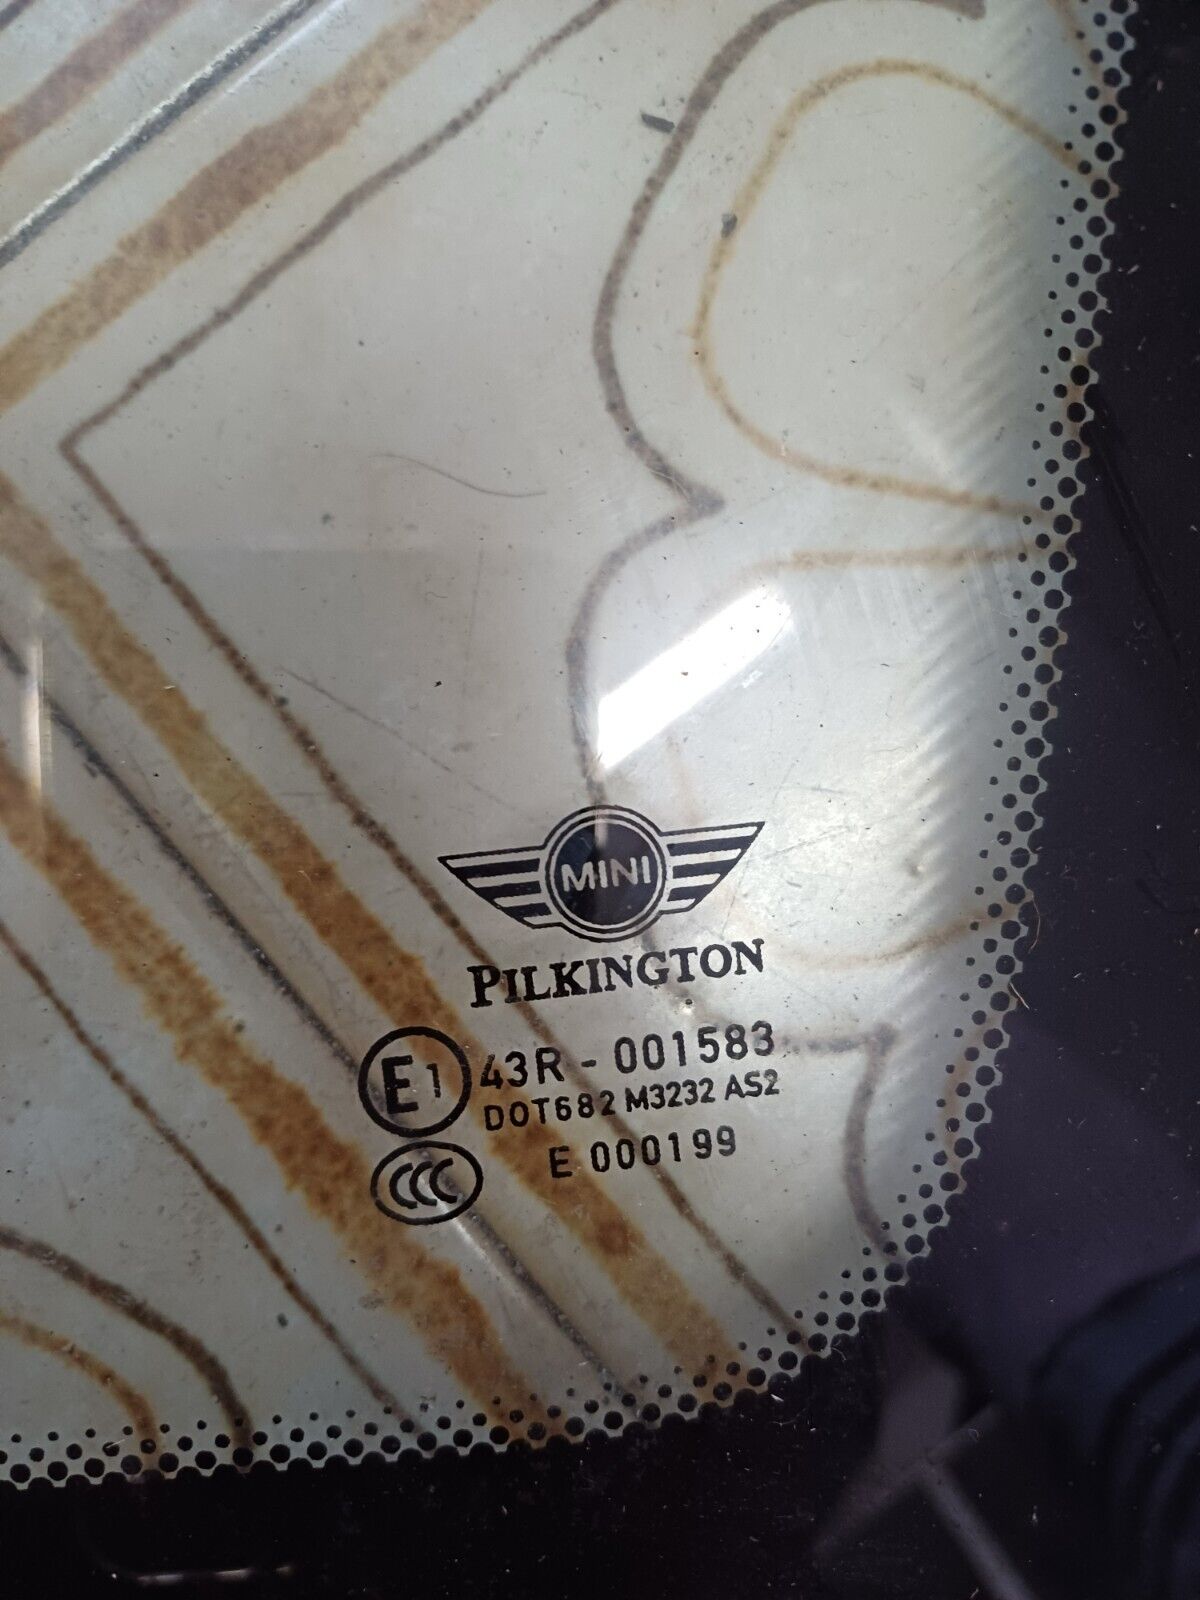 MINI
PILKINGTON
E1 43R - 001583
DOT682 M3232 AS2
CCC E 000199